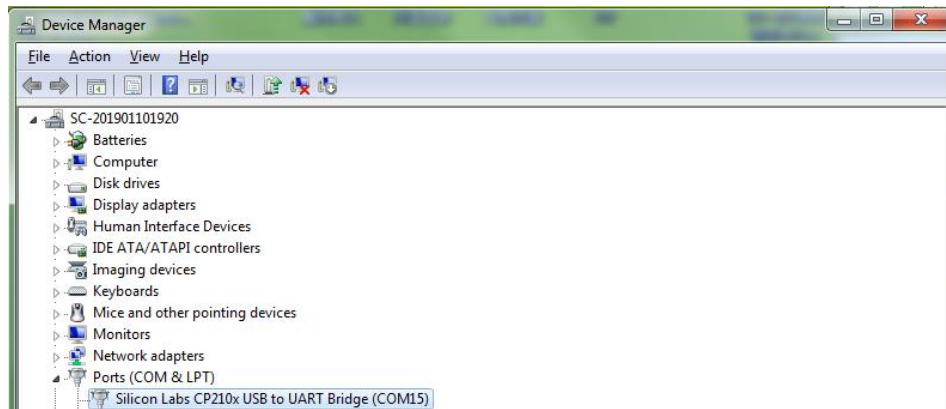 Device Manager
File Action View Help
SC-201901101920
Batteries
Computer
Disk drives
Display adapters
Human Interface Devices
IDE ATA/ATAPI controllers
Imaging devices
Keyboards
Mice and other pointing devices
Monitors
Network adapters
Ports (COM & LPT)
Silicon Labs CP210x USB to UART Bridge (COM15)